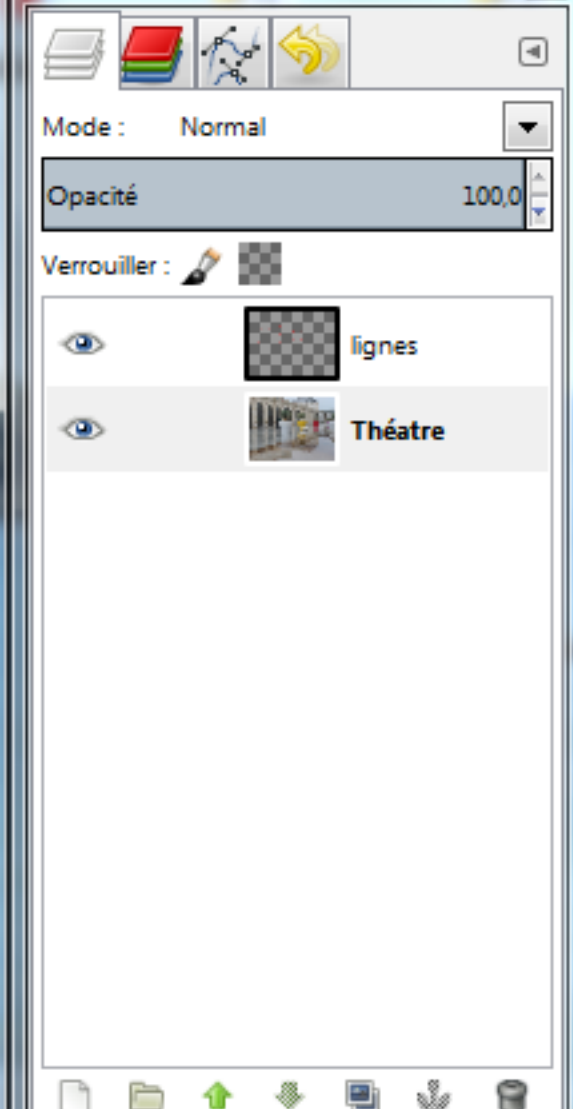 Mode : Normal
Opacité 100,0
Verrouiller :
lignes
Théatre